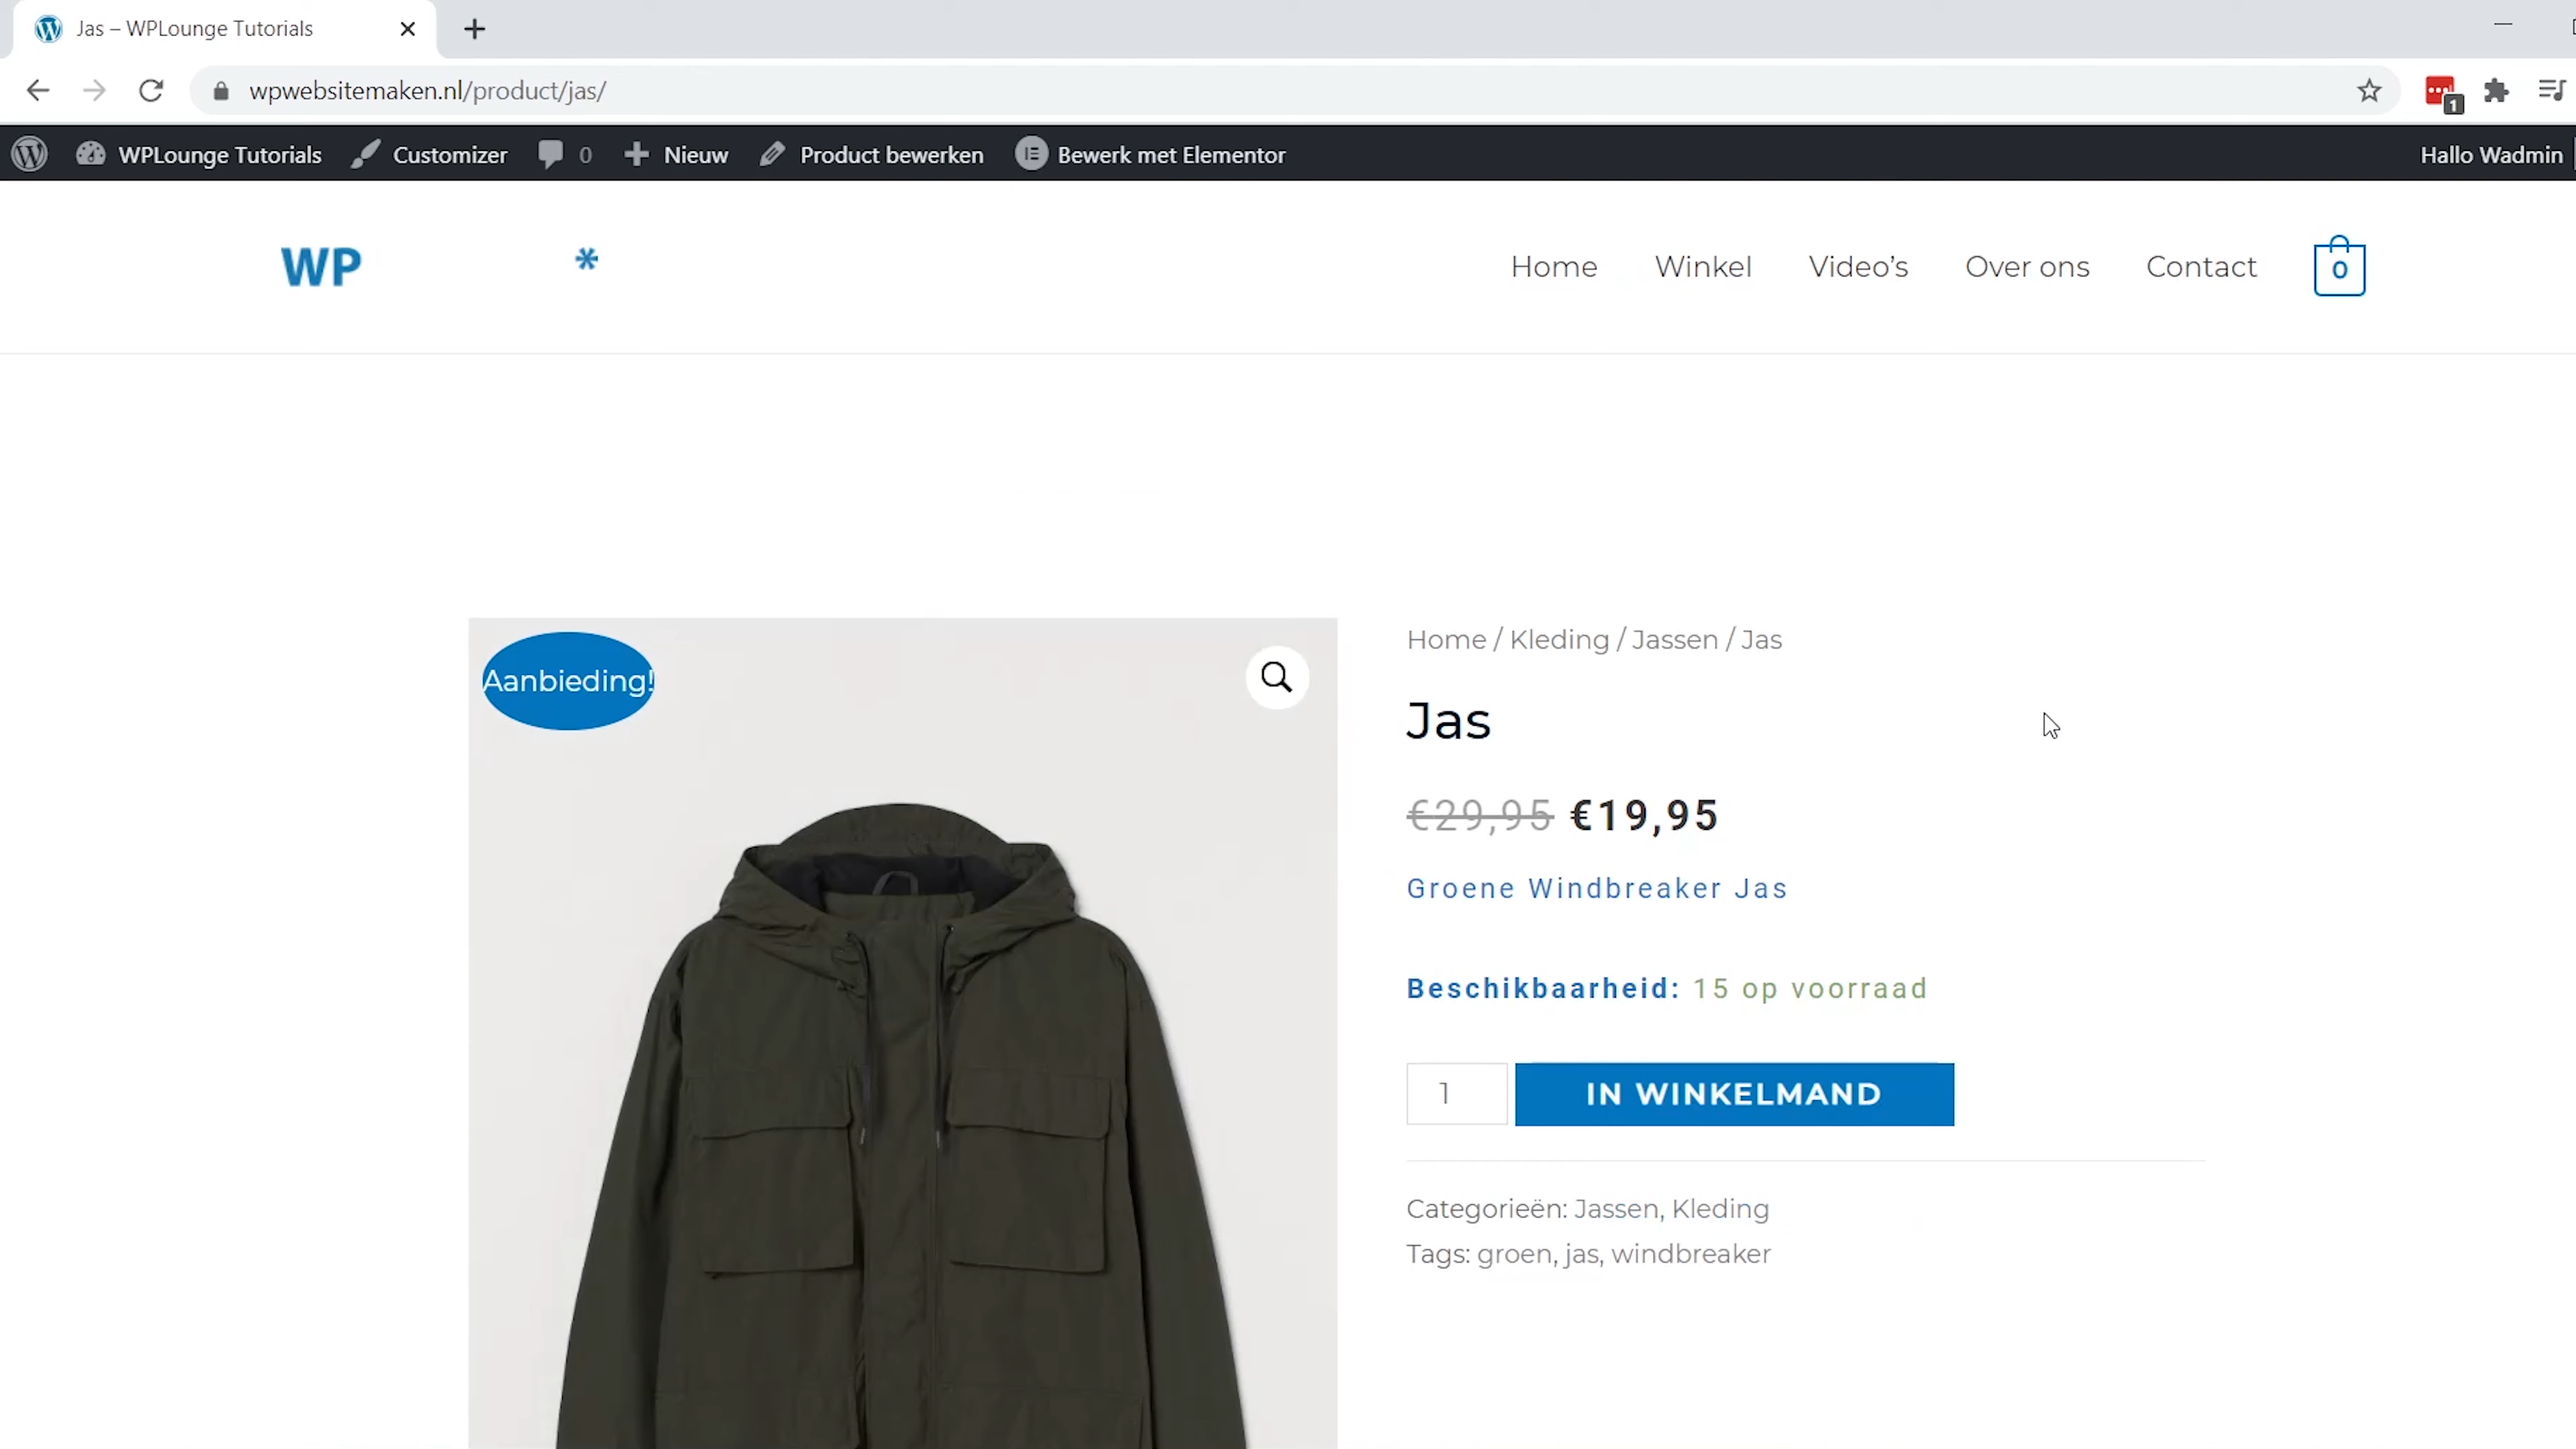 Jas – WPLounge Tutorials
wpwebsitemaken.nl/product/jas/
1
WPLounge Tutorials Customizer 0 Nieuw Product bewerken Bewerk met Elementor Hallo Wadmin
WP * Home Winkel Video's Over ons Contact 0
Aanbieding!
Home / Kleding / Jassen / Jas
Jas
€29,95 €19,95
Groene Windbreaker Jas
Beschikbaarheid: 15 op voorraad
1 IN WINKELMAND
Categorieën: Jassen, Kleding
Tags: groen, jas, windbreaker